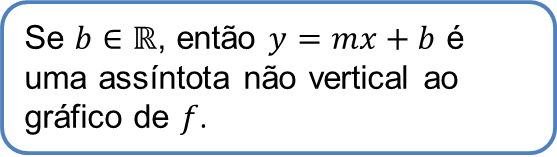 Se 𝑏 ∈ ℝ, então 𝑦 = 𝑚𝑥 + 𝑏 é
uma assíntota não vertical ao
gráfico de 𝑓.